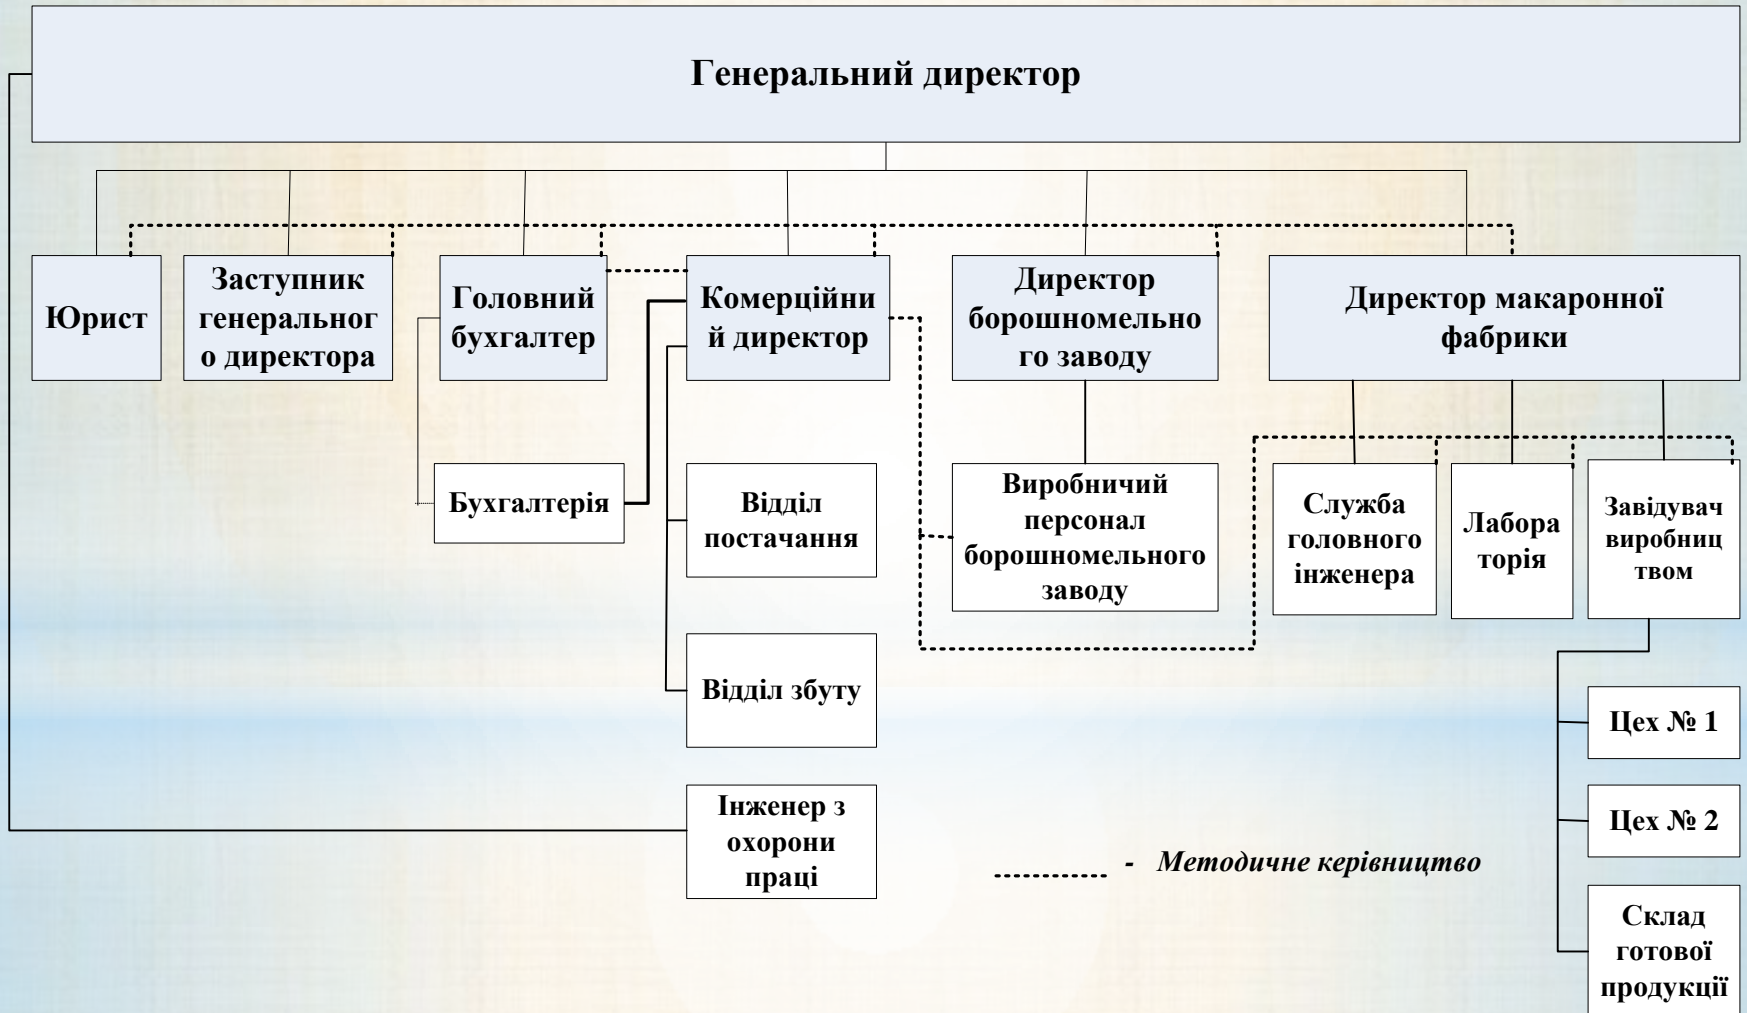 Генеральний директор
Юрист
Заступник
генеральног
о директора
Головний
бухгалтер
Комерційни
й директор
Директор
борошномельно
го заводу
Директор макаронної
фабрики
Бухгалтерія
Відділ
постачання
Виробничий
персонал
борошномельного
заводу
Служба
головного
інженера
Лабора
торія
Завідувач
виробниц
твом
Відділ збуту
Цех № 1
Інженер з
охорони
праці
Цех № 2
- Методичне керівництво
Склад
готової
продукції